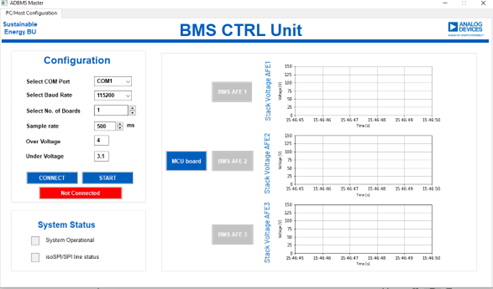 ADBMS Master
PC/Host Configuration
Sustainable
Energy BU
BMS CTRL Unit
ANALOG
DEVICES
Configuration
Select COM Port
COM1
Select Baud Rate
115200
Select No. of Boards
1
Sample rate
500
ms
Over Voltage
4
Under Voltage
3.1
CONNECT
START
Not Connected
System Status
System Operational
isoSPI/SPI line status
MCU board
BMS AFE 1
BMS AFE 2
BMS AFE 3
Stack Voltage AFE1
Voltage (V)
150
125
100
75
50
25
0
15:46:45 15:46:46 15:46:47 15:46:48 15:46:49 15:46:50
Time (s)
Stack Voltage AFE2
Voltage (V)
150
125
100
75
50
25
0
15:46:45 15:46:46 15:46:47 15:46:48 15:46:49 15:46:50
Time (s)
Stack Voltage AFE3
Voltage (V)
150
125
100
75
50
25
0
15:46:45 15:46:46 15:46:47 15:46:48 15:46:49 15:46:50
Time (s)